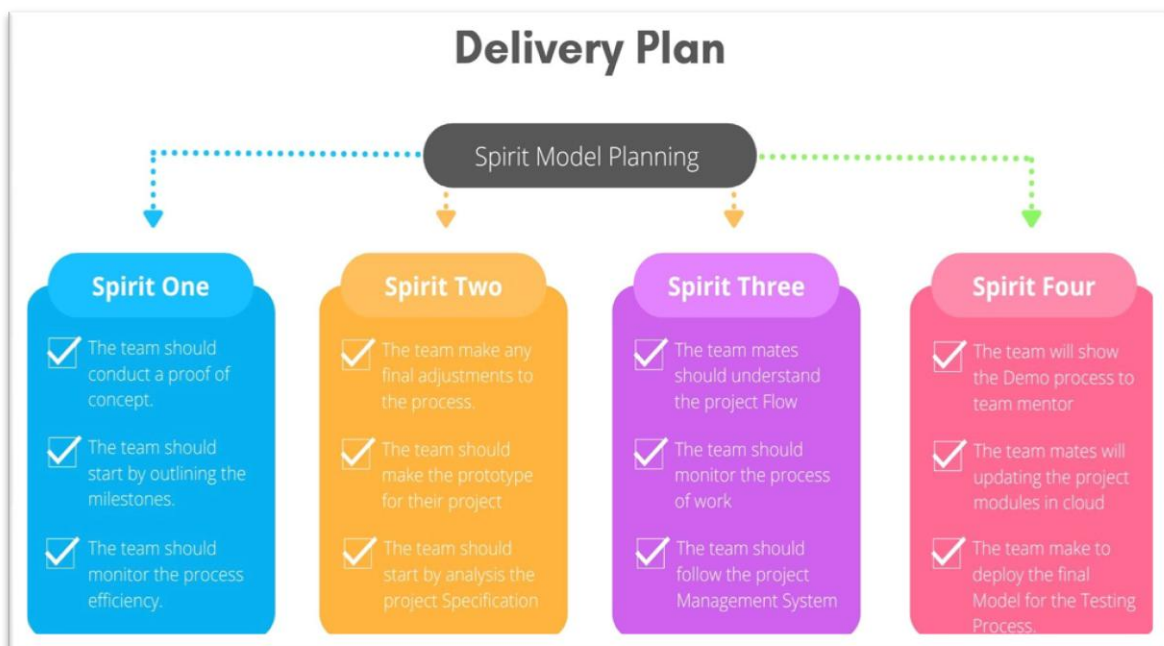 Delivery Plan
Spirit Model Planning
Spirit One
The team should
conduct a proof of
concept.
The team should
start by outlining the
milestones.
The team should
monitor the process
efficiency.
Spirit Two
The team make any
final adjustments to
the process.
The team should
make the prototype
for their project
The team should
start by analysis the
project Specification
Spirit Three
The team mates
should understand
the project Flow
The team should
monitor the process
of work
The team should
follow the project
Management System
Spirit Four
The team will show
the Demo process to
team mentor
The team mates will
updating the project
modules in cloud
The team make to
deploy the final
Model for the Testing
Process.